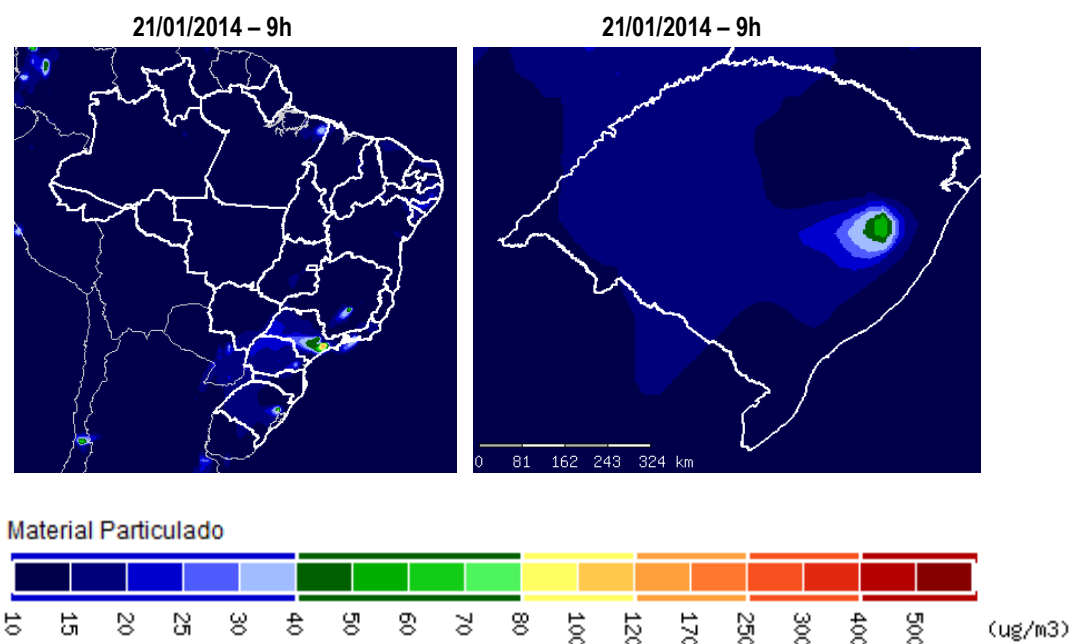 21/01/2014 – 9h
21/01/2014 – 9h
0 81 162 243 324 km
Material Particulado
10 15 20 25 30 40 50 60 70 80 100 120 170 250 300 400 500 (ug/m3)